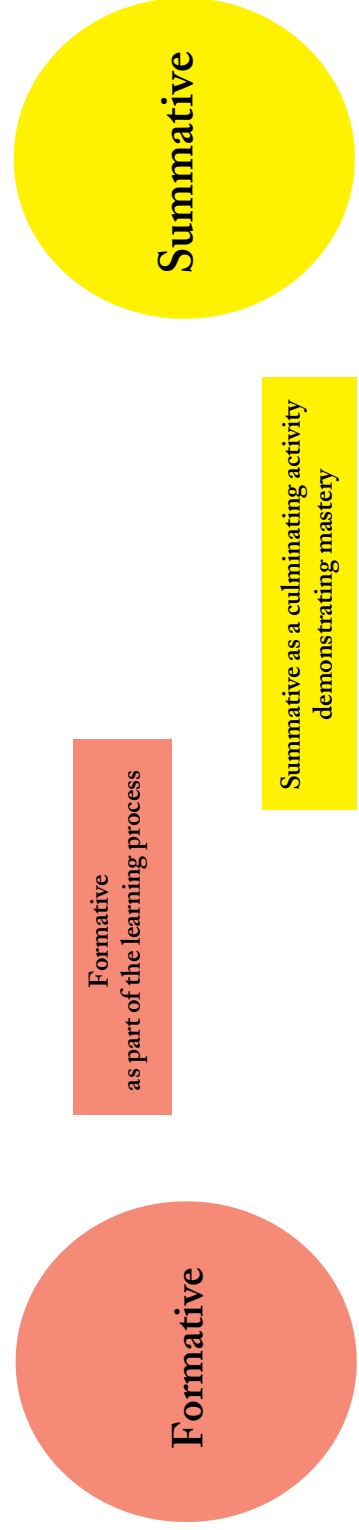 Formative
Formative
as part of the learning process
Summative as a culminating activity
demonstrating mastery
Summative